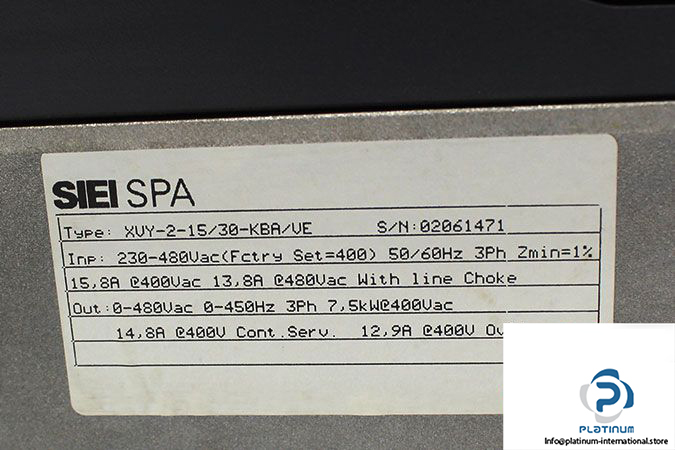 SIEI SPA
Type: XVY-2-15/30-KBA/VE S/N:02061471
Inp: 230-480Vac(Fctry Set=400) 50/60Hz 3Ph Zmin=1%
15,8A @400Vac 13,8A @480Vac With line Choke
Out:0-480Vac 0-450Hz 3Ph 7,5kW@400Vac
14,8A @400V Cont.Serv. 12,9A @400V
PLATINUM
Info@platinum-international.store